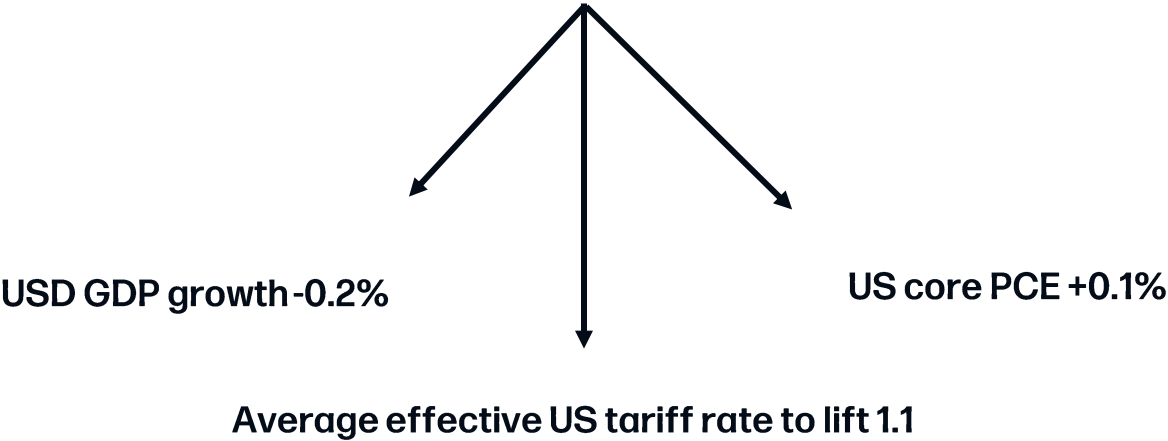 USD GDP growth -0.2%
US core PCE +0.1%
Average effective US tariff rate to lift 1.1